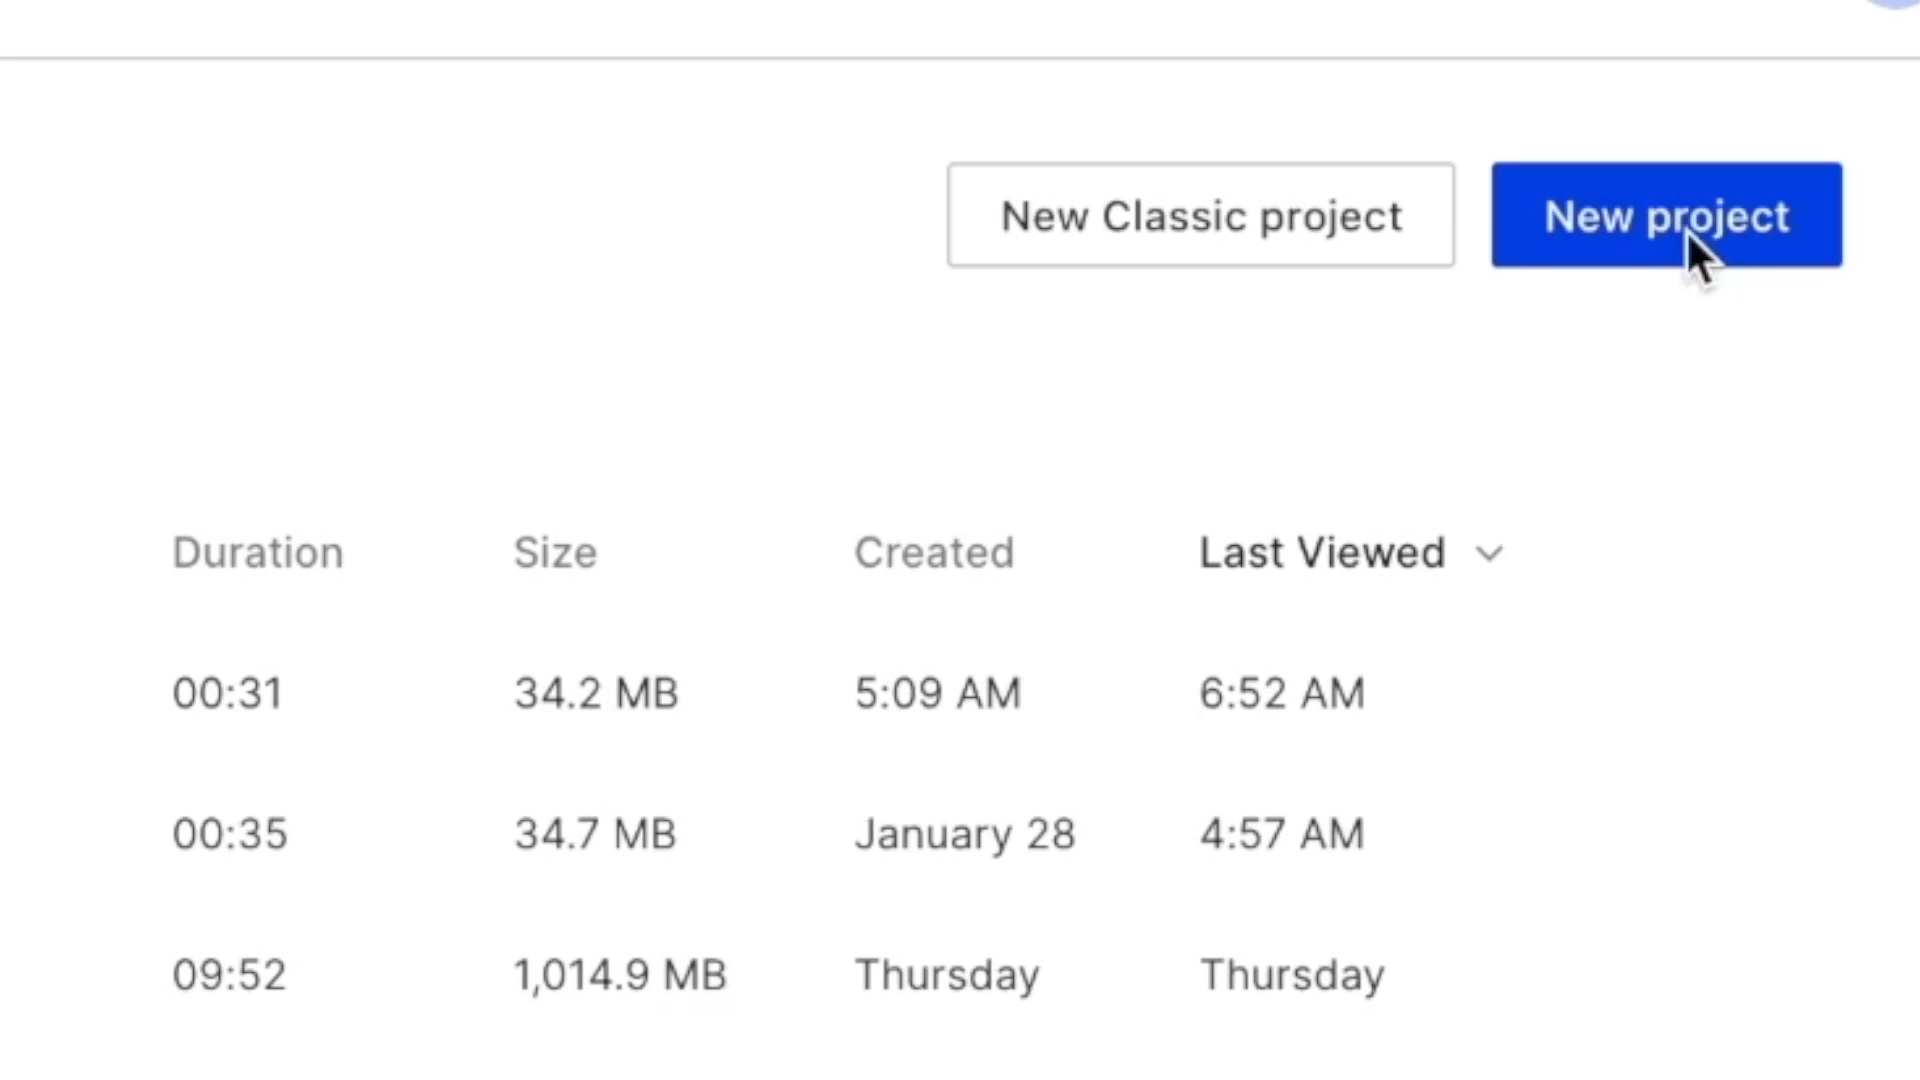 New Classic project New project
Duration Size Created Last Viewed
00:31 34.2 MB 5:09 AM 6:52 AM
00:35 34.7 MB January 28 4:57 AM
09:52 1,014.9 MB Thursday Thursday